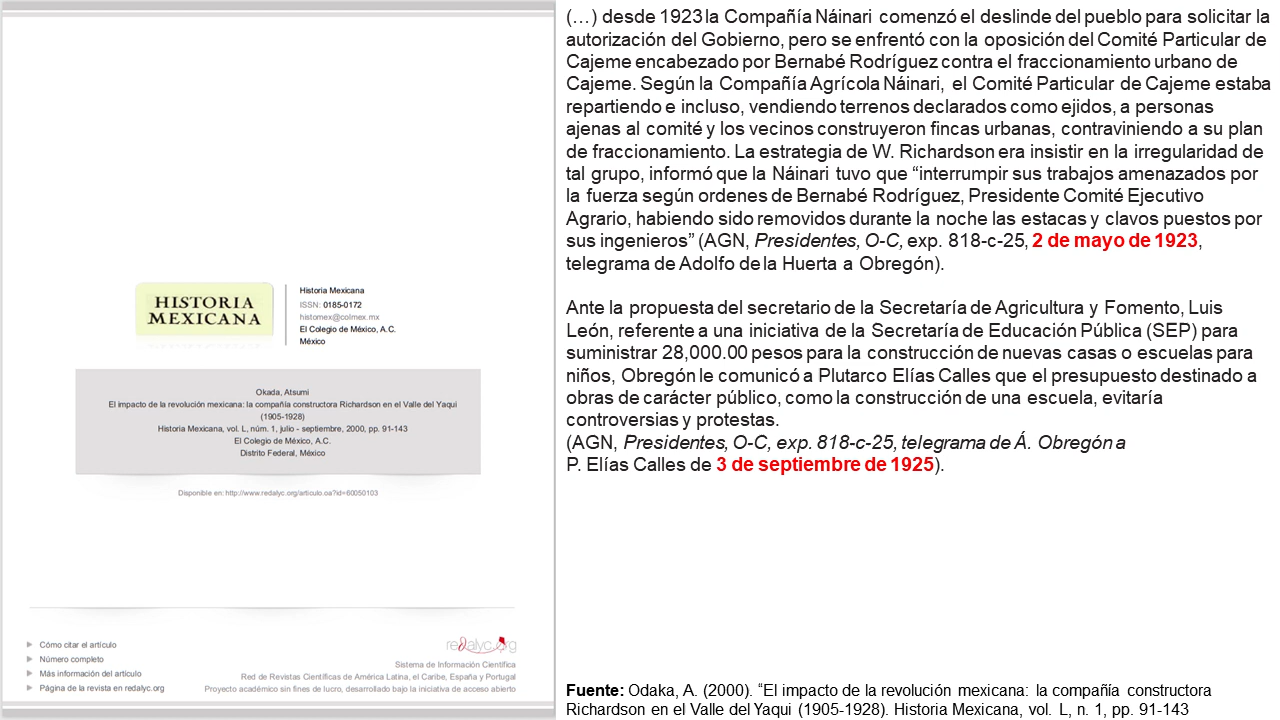 HISTORIA
MEXICANA
Historia Mexicana
ISSN: 0185-0172
histomex@colmex.mx
El Colegio de México, A.C.
México
Okada, Atsumi
El impacto de la revolución mexicana: la compañía constructora Richardson en el Valle del Yaqui
(1905-1928)
Historia Mexicana, vol. L, núm. 1, julio - septiembre, 2000, pp. 91-143
El Colegio de México, A.C.
Distrito Federal, México
Disponible en: http://www.redalyc.org/articulo.oa?id=60050103
Cómo citar el artículo
Número completo
Más información del artículo
Página de la revista en redalyc.org
redalyc.org
Sistema de Información Científica
Red de Revistas Científicas de América Latina, el Caribe, España y Portugal
Proyecto académico sin fines de lucro, desarrollado bajo la iniciativa de acceso abierto
(…) desde 1923 la Compañía Náinari comenzó el deslinde del pueblo para solicitar la
autorización del Gobierno, pero se enfrentó con la oposición del Comité Particular de
Cajeme encabezado por Bernabé Rodríguez contra el fraccionamiento urbano de
Cajeme. Según la Compañía Agrícola Náinari, el Comité Particular de Cajeme estaba
repartiendo e incluso, vendiendo terrenos declarados como ejidos, a personas
ajenas al comité y los vecinos construyeron fincas urbanas, contraviniendo a su plan
de fraccionamiento. La estrategia de W. Richardson era insistir en la irregularidad de
tal grupo, informó que la Náinari tuvo que “interrumpir sus trabajos amenazados por
la fuerza según ordenes de Bernabé Rodríguez, Presidente Comité Ejecutivo
Agrario, habiendo sido removidos durante la noche las estacas y clavos puestos por
sus ingenieros” (AGN, Presidentes, O-C, exp. 818-c-25, 2 de mayo de 1923,
telegrama de Adolfo de la Huerta a Obregón).
Ante la propuesta del secretario de la Secretaría de Agricultura y Fomento, Luis
León, referente a una iniciativa de la Secretaría de Educación Pública (SEP) para
suministrar 28,000.00 pesos para la construcción de nuevas casas o escuelas para
niños, Obregón le comunicó a Plutarco Elías Calles que el presupuesto destinado a
obras de carácter público, como la construcción de una escuela, evitaría
controversias y protestas.
(AGN, Presidentes, O-C, exp. 818-c-25, telegrama de Á. Obregón a
P. Elías Calles de 3 de septiembre de 1925).
Fuente: Odaka, A. (2000). “El impacto de la revolución mexicana: la compañía constructora
Richardson en el Valle del Yaqui (1905-1928). Historia Mexicana, vol. L, n. 1, pp. 91-143